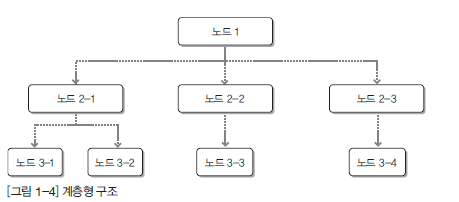 노드 1
노드 2-1
노드 2-2
노드 2-3
노드 3-1
노드 3-2
노드 3-3
노드 3-4
[그림 1-4] 계층형 구조